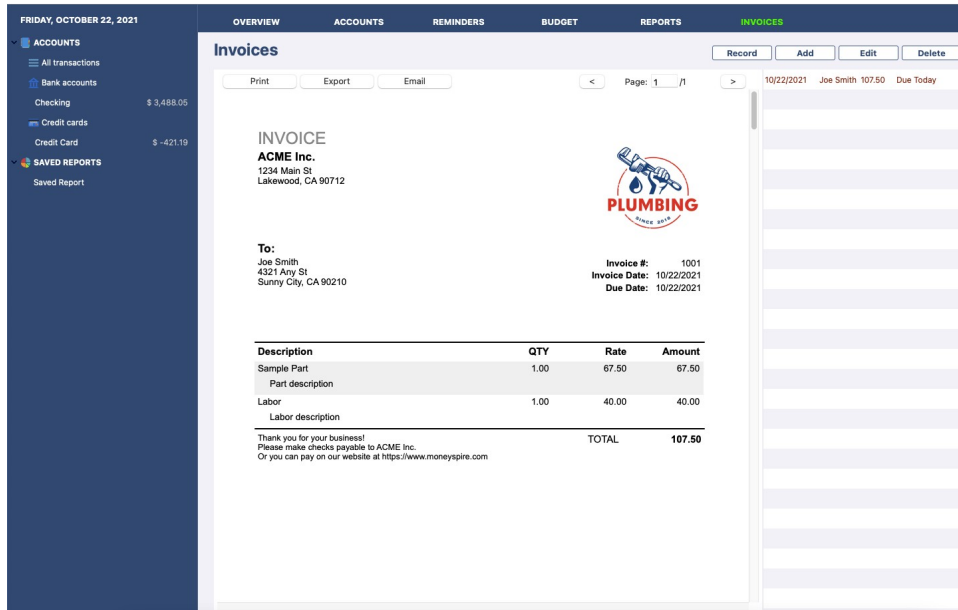 FRIDAY, OCTOBER 22, 2021
ACCOUNTS
All transactions
Bank accounts
Checking $ 3,488.05
Credit cards
Credit Card $ -421.19
SAVED REPORTS
Saved Report
OVERVIEW ACCOUNTS REMINDERS BUDGET REPORTS INVOICES
Invoices
Record Add Edit Delete
Print Export Email < Page: 1 /1 >
10/22/2021 Joe Smith 107.50 Due Today
INVOICE
ACME Inc.
1234 Main St
Lakewood, CA 90712
PLUMBING
SINCE 2010
To:
Joe Smith
4321 Any St
Sunny City, CA 90210
Invoice #: 1001
Invoice Date: 10/22/2021
Due Date: 10/22/2021
Description QTY Rate Amount
Sample Part 1.00 67.50 67.50
Part description
Labor 1.00 40.00 40.00
Labor description
Thank you for your business!
Please make checks payable to ACME Inc.
Or you can pay on our website at https://www.moneyspire.com
TOTAL 107.50